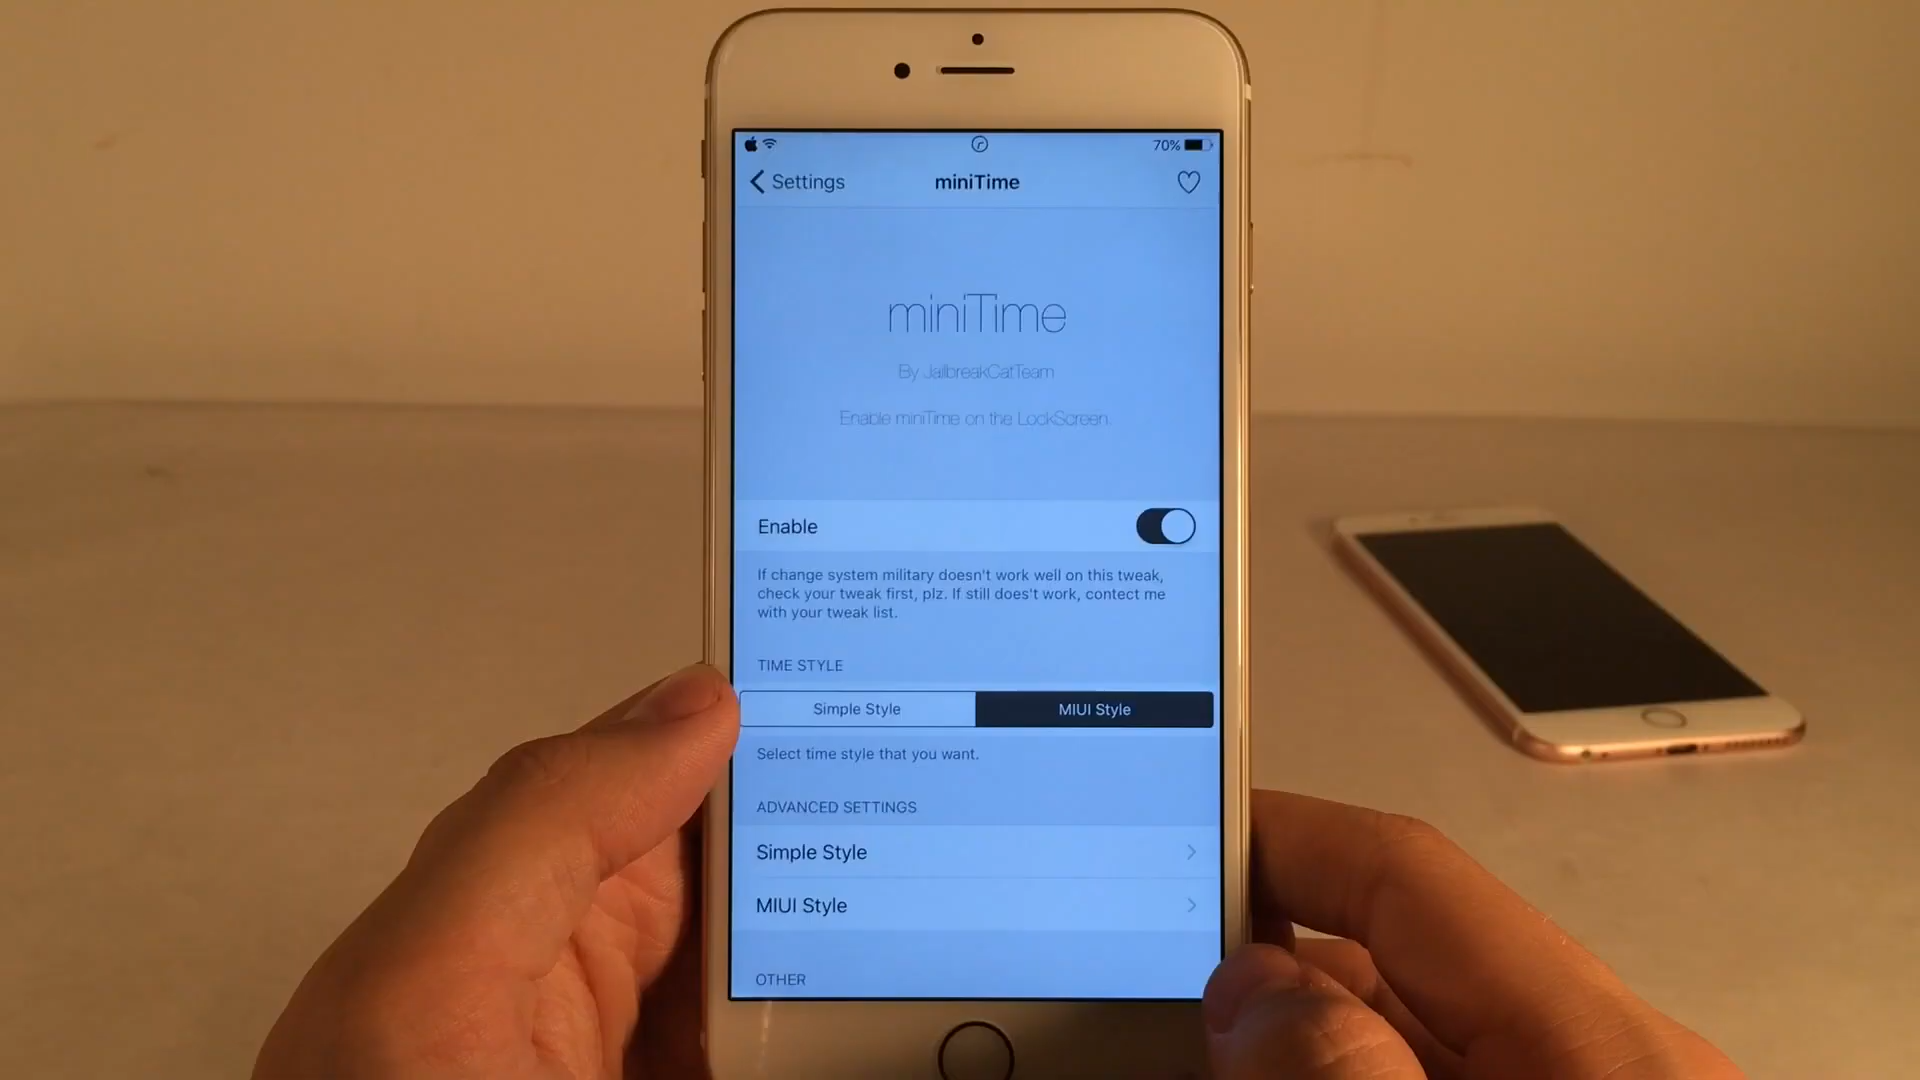 70%
Settings
miniTime
miniTime
By JailbreakCatTeam
Enable miniTime on the LockScreen.
Enable
If change system military doesn't work well on this tweak,
check your tweak first, plz. If still does't work, contect me
with your tweak list.
TIME STYLE
Simple Style
MIUI Style
Select time style that you want.
ADVANCED SETTINGS
Simple Style
MIUI Style
OTHER